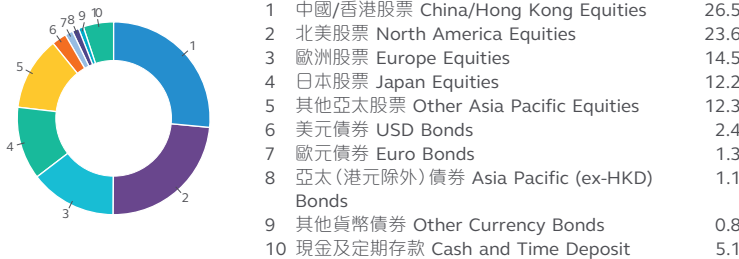 1 中國/香港股票 China/Hong Kong Equities 26.5
2 北美股票 North America Equities 23.6
3 歐洲股票 Europe Equities 14.5
4 日本股票 Japan Equities 12.2
5 其他亞太股票 Other Asia Pacific Equities 12.3
6 美元債券 USD Bonds 2.4
7 歐元債券 Euro Bonds 1.3
8 亞太(港元除外)債券 Asia Pacific (ex-HKD) 1.1
Bonds
9 其他貨幣債券 Other Currency Bonds 0.8
10 現金及定期存款 Cash and Time Deposit 5.1
1
2
3
4
5
6
7
8
9
10